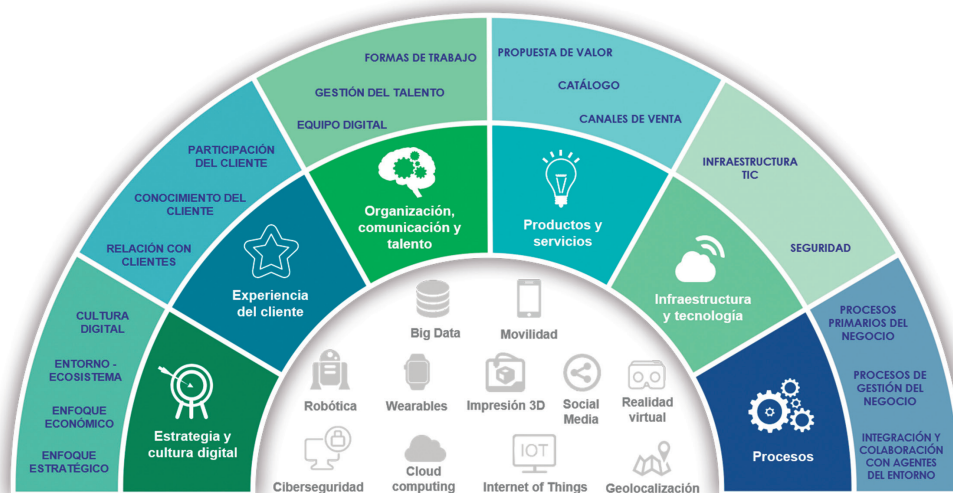 CULTURA
DIGITAL
ENTORNO -
ECOSISTEMA
ENFOQUE
ECONÓMICO
ENFOQUE
ESTRATÉGICO
Estrategia y
cultura digital
PARTICIPACIÓN
DEL CLIENTE
CONOCIMIENTO DEL
CLIENTE
RELACIÓN CON
CLIENTES
Experiencia
del cliente
FORMAS DE TRABAJO
GESTIÓN DEL TALENTO
EQUIPO DIGITAL
Organización,
comunicación y
talento
PROPUESTA DE VALOR
CATÁLOGO
CANALES DE VENTA
Productos y
servicios
INFRAESTRUCTURA
TIC
SEGURIDAD
Infraestructura
y tecnología
PROCESOS
PRIMARIOS DEL
NEGOCIO
PROCESOS DE
GESTIÓN DEL
NEGOCIO
INTEGRACIÓN Y
COLABORACIÓN
CON AGENTES
DEL ENTORNO
Procesos
Big Data
Movilidad
Robótica
Wearables
Impresión 3D
Social
Media
Realidad
virtual
Ciberseguridad
Cloud
computing
IOT
Internet of Things
Geolocalización